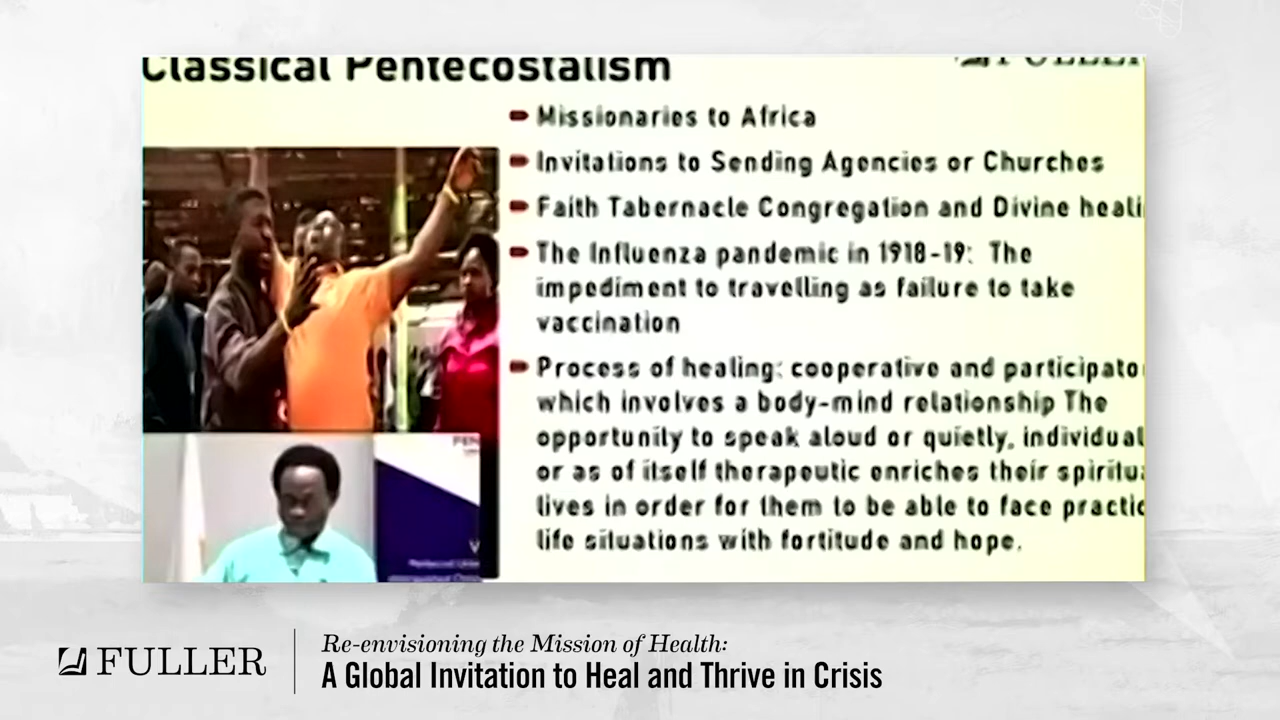 Classical Pentecostalism
FULLER
Missionaries to Africa
Invitations to Sending Agencies or Churches
Faith Tabernacle Congregation and Divine heali
The Influenza pandemic in 1918-19: The
impediment to travelling as failure to take
vaccination
Process of healing: cooperative and participato
which involves a body-mind relationship The
opportunity to speak aloud or quietly, individual
or as of itself therapeutic enriches their spiritua
lives in order for them to be able to face practic
life situations with fortitude and hope.
FULLER
Re-envisioning the Mission of Health:
A Global Invitation to Heal and Thrive in Crisis